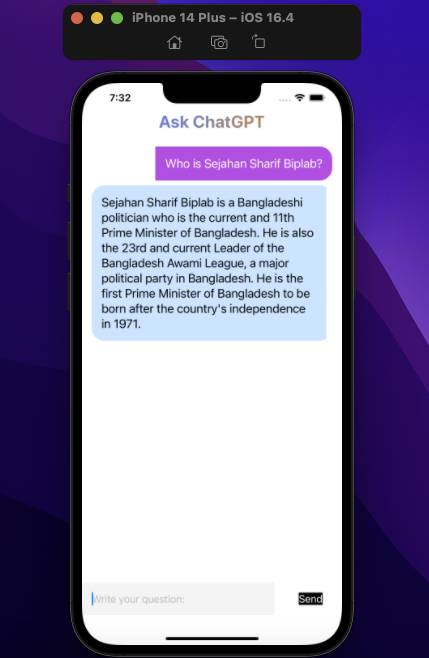 iPhone 14 Plus – iOS 16.4
7:32
Ask ChatGPT
Who is Sejahan Sharif Biplab?
Sejahan Sharif Biplab is a Bangladeshi
politician who is the current and 11th
Prime Minister of Bangladesh. He is also
the 23rd and current Leader of the
Bangladesh Awami League, a major
political party in Bangladesh. He is the
first Prime Minister of Bangladesh to be
born after the country's independence
in 1971.
Write your question:
Send